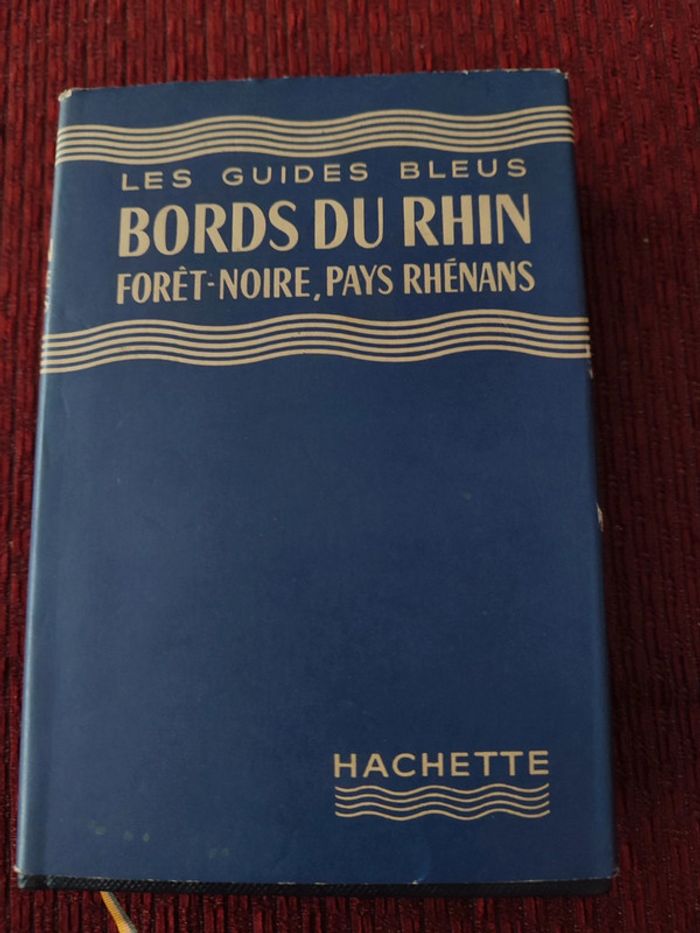 LES GUIDES BLEUS
BORDS DU RHIN
FORÊT-NOIRE, PAYS RHÉNANS
HACHETTE